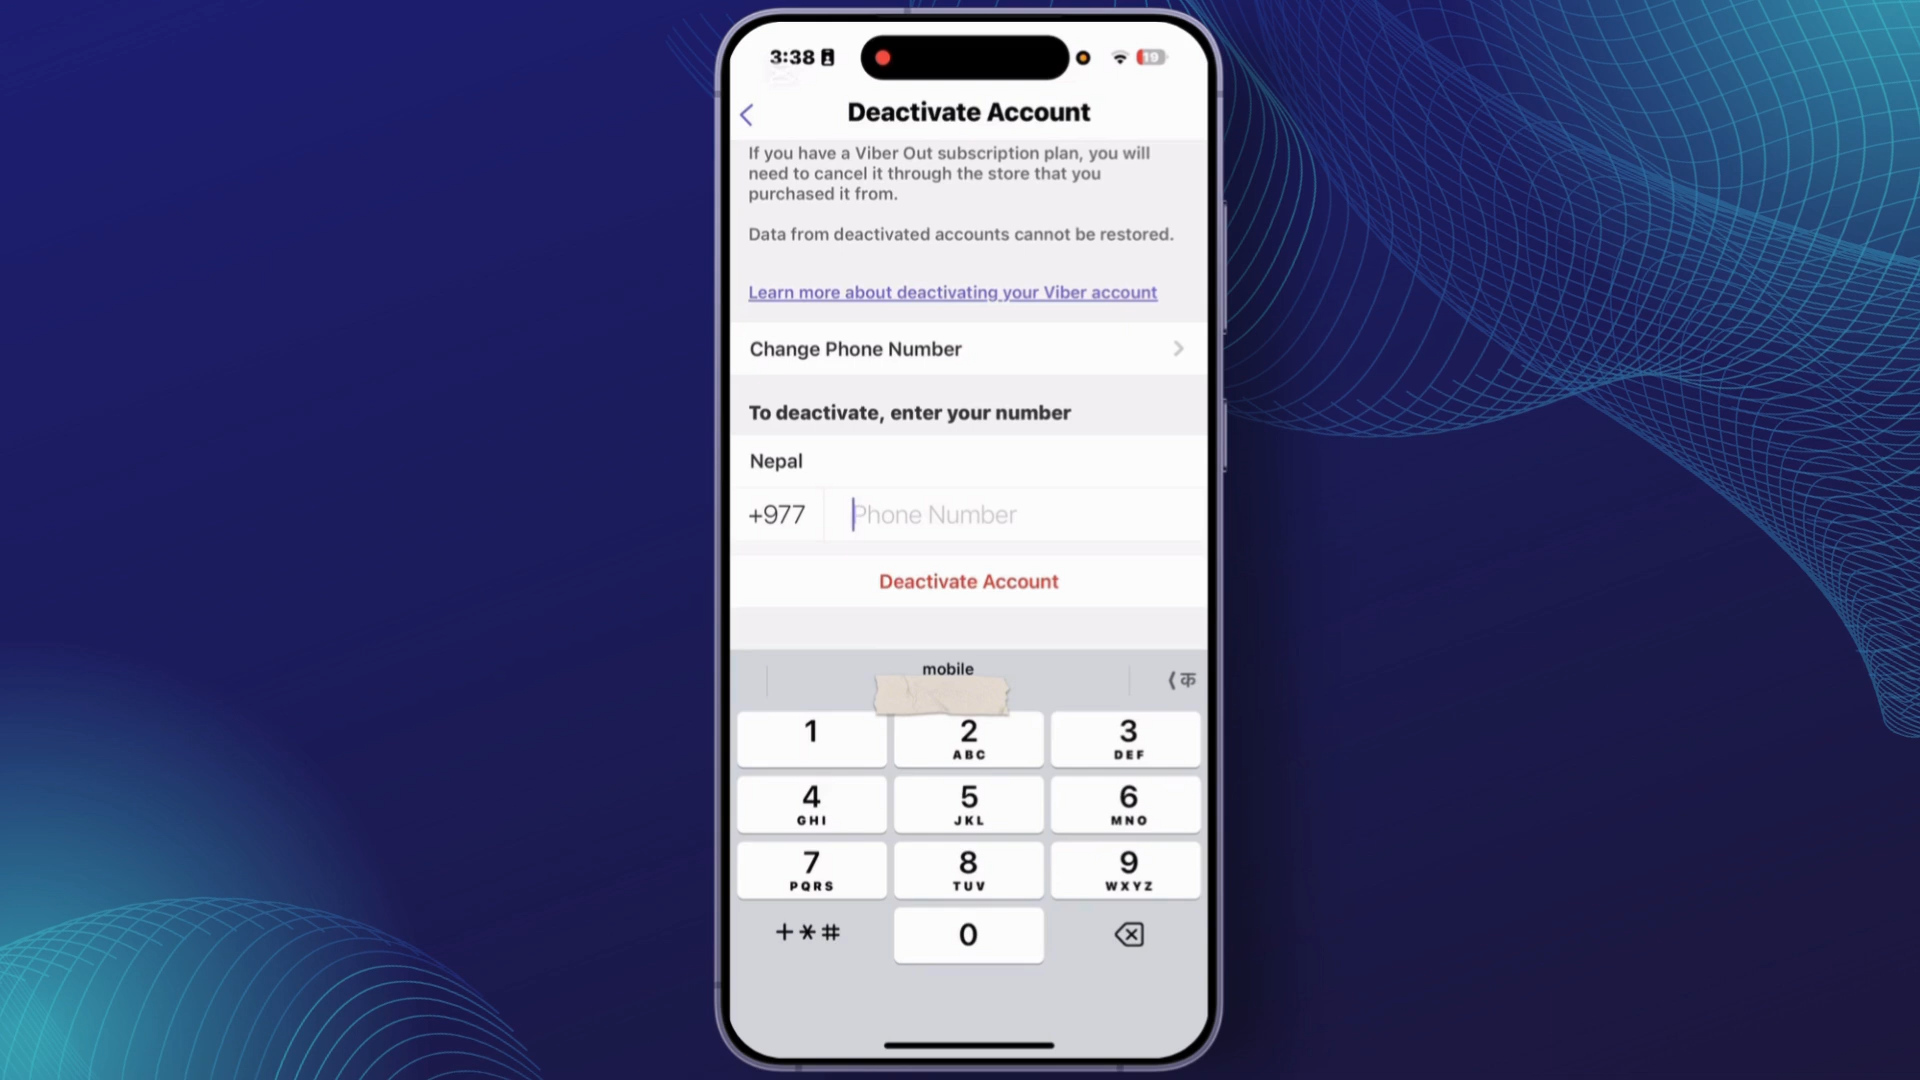 3:38
19
Deactivate Account
If you have a Viber Out subscription plan, you will
need to cancel it through the store that you
purchased it from.
Data from deactivated accounts cannot be restored.
Learn more about deactivating your Viber account
Change Phone Number
To deactivate, enter your number
Nepal
+977 Phone Number
Deactivate Account
mobile
क
1 2 3
ABC DEF
4 5 6
GHI JKL MNO
7 8 9
PQRS TUV WXYZ
+*# 0